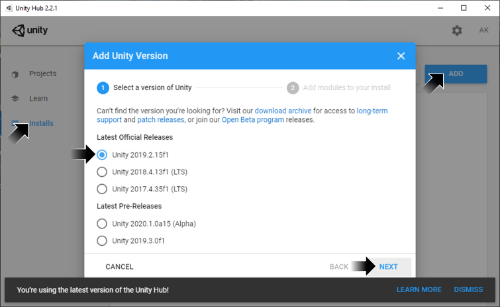 Unity Hub 2.2.1
unity
AK
Projects
Learn
Installs
ADD
Add Unity Version
1 Select a version of Unity
2 Add modules to your install
Can't find the version you're looking for? Visit our download archive for access to long-term
support and patch releases, or join our Open Beta program releases.
Latest Official Releases
Unity 2019.2.15f1
Unity 2018.4.13f1 (LTS)
Unity 2017.4.35f1 (LTS)
Latest Pre-Releases
Unity 2020.1.0a15 (Alpha)
Unity 2019.3.0f1
CANCEL
BACK
NEXT
You're using the latest version of the Unity Hub!
LEARN MORE
DISMISS